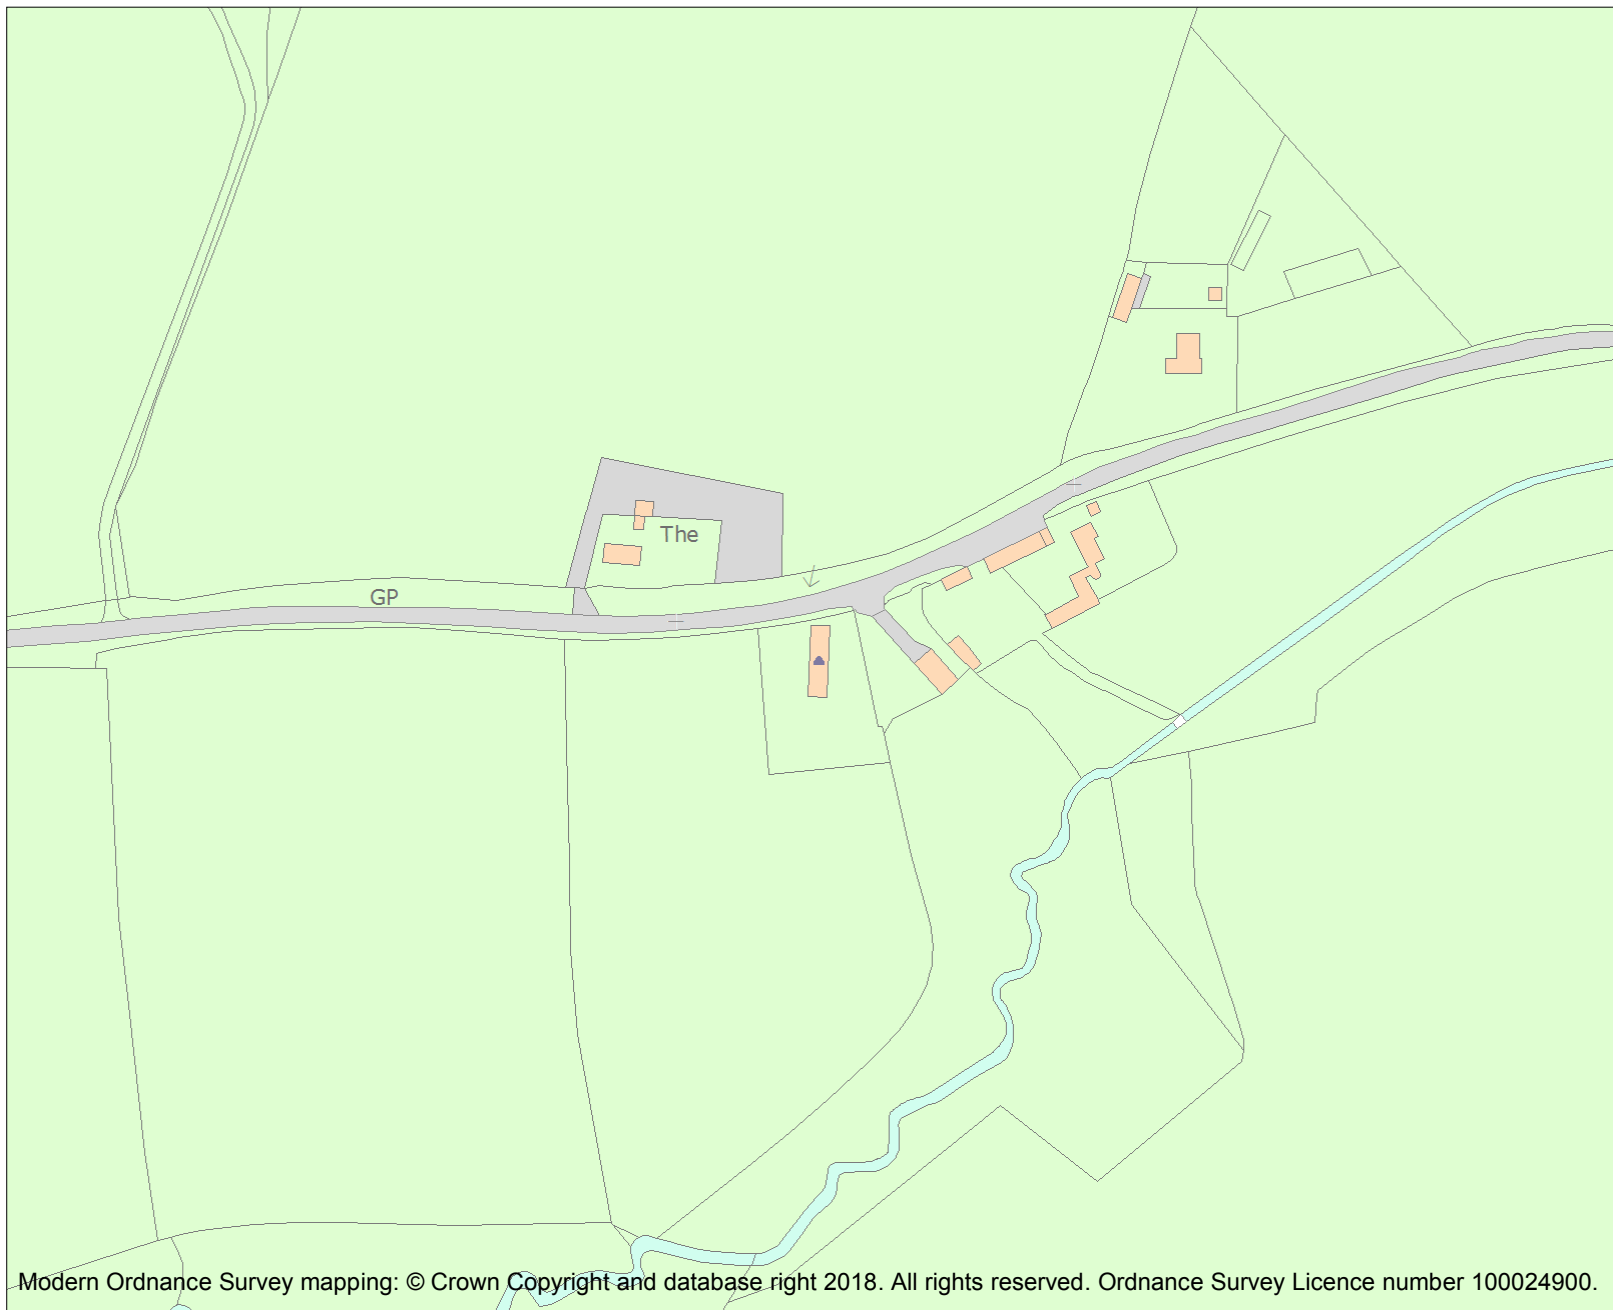 The
GP
Modern Ordnance Survey mapping: © Crown Copyright and database right 2018. All rights reserved. Ordnance Survey Licence number 100024900.